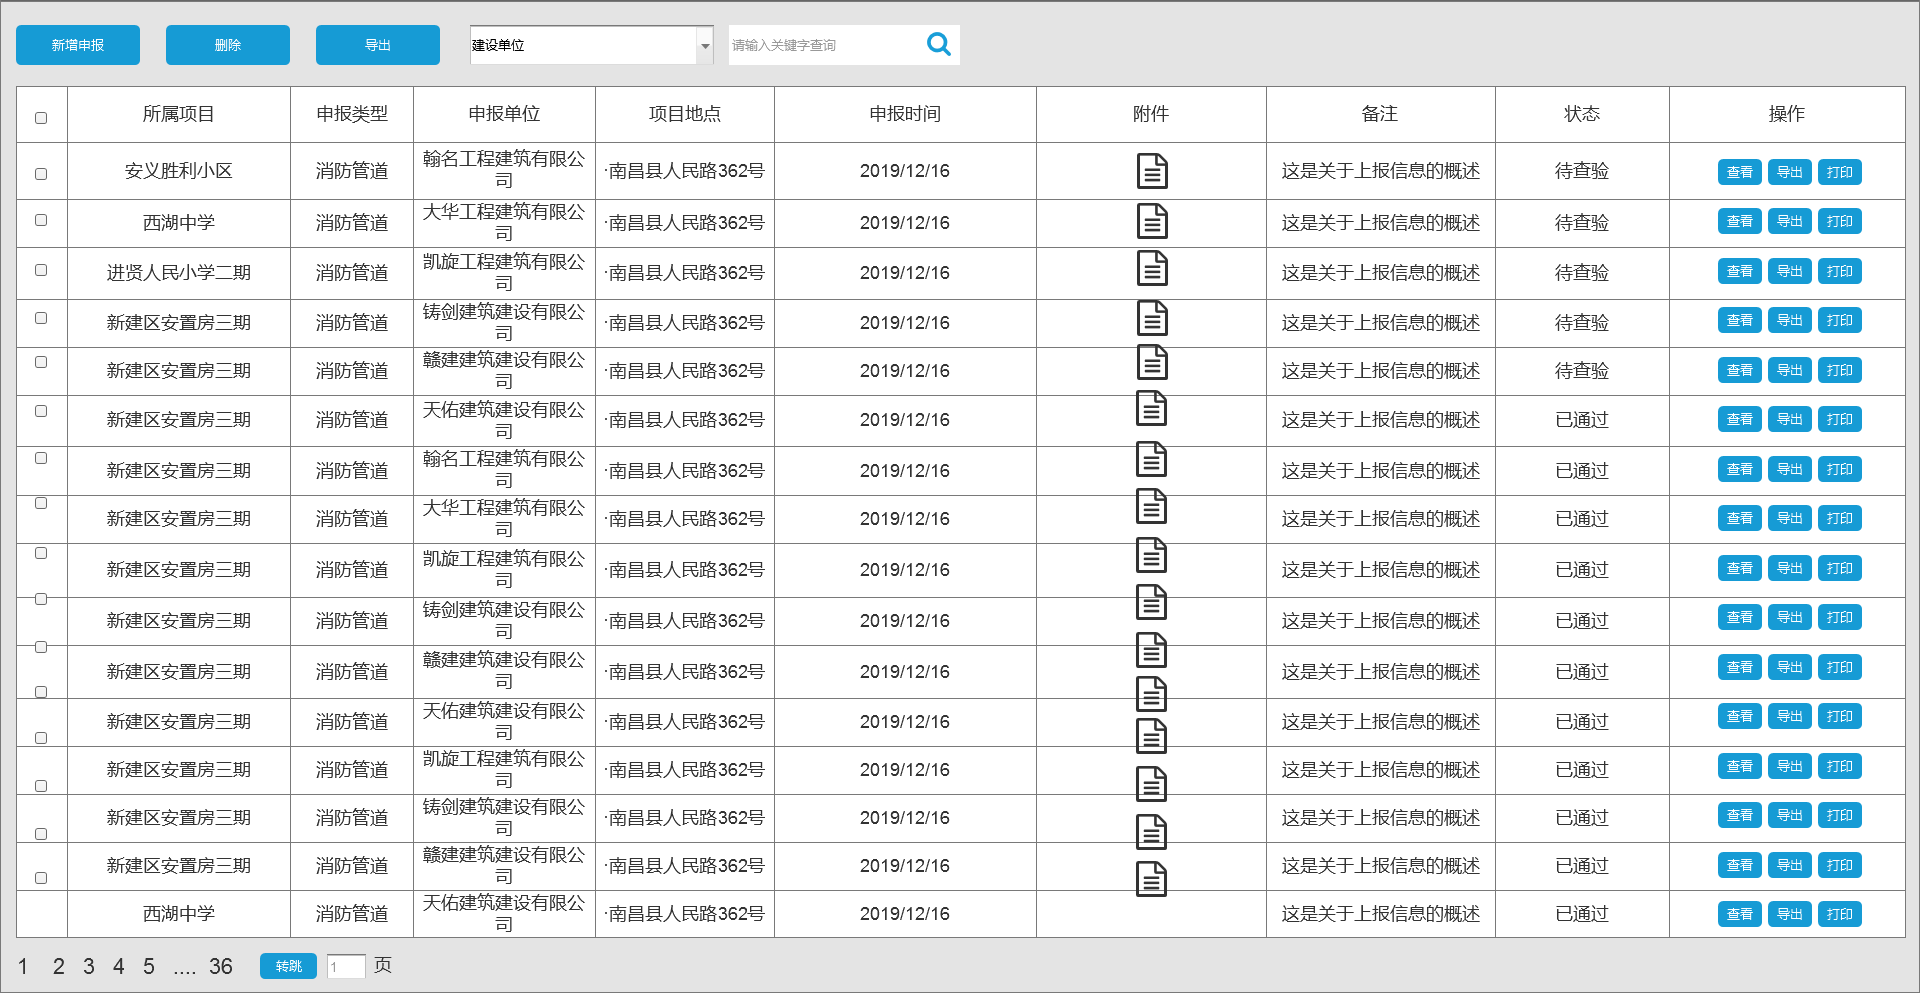 新增申报 删除 导出 建设单位 请输入关键字查询
所属项目 申报类型 申报单位 项目地点 申报时间 附件 备注 状态 操作
安义胜利小区 消防管道 翰名工程建筑有限公司 ·南昌县人民路362号 2019/12/16 这是关于上报信息的概述 待查验 查看 导出 打印
西湖中学 消防管道 大华工程建筑有限公司 ·南昌县人民路362号 2019/12/16 这是关于上报信息的概述 待查验 查看 导出 打印
进贤人民小学二期 消防管道 凯旋工程建筑有限公司 ·南昌县人民路362号 2019/12/16 这是关于上报信息的概述 待查验 查看 导出 打印
新建区安置房三期 消防管道 铸剑建筑建设有限公司 ·南昌县人民路362号 2019/12/16 这是关于上报信息的概述 待查验 查看 导出 打印
新建区安置房三期 消防管道 赣建建筑建设有限公司 ·南昌县人民路362号 2019/12/16 这是关于上报信息的概述 待查验 查看 导出 打印
新建区安置房三期 消防管道 天佑建筑建设有限公司 ·南昌县人民路362号 2019/12/16 这是关于上报信息的概述 已通过 查看 导出 打印
新建区安置房三期 消防管道 翰名工程建筑有限公司 ·南昌县人民路362号 2019/12/16 这是关于上报信息的概述 已通过 查看 导出 打印
新建区安置房三期 消防管道 大华工程建筑有限公司 ·南昌县人民路362号 2019/12/16 这是关于上报信息的概述 已通过 查看 导出 打印
新建区安置房三期 消防管道 凯旋工程建筑有限公司 ·南昌县人民路362号 2019/12/16 这是关于上报信息的概述 已通过 查看 导出 打印
新建区安置房三期 消防管道 铸剑建筑建设有限公司 ·南昌县人民路362号 2019/12/16 这是关于上报信息的概述 已通过 查看 导出 打印
新建区安置房三期 消防管道 赣建建筑建设有限公司 ·南昌县人民路362号 2019/12/16 这是关于上报信息的概述 已通过 查看 导出 打印
新建区安置房三期 消防管道 天佑建筑建设有限公司 ·南昌县人民路362号 2019/12/16 这是关于上报信息的概述 已通过 查看 导出 打印
新建区安置房三期 消防管道 凯旋工程建筑有限公司 ·南昌县人民路362号 2019/12/16 这是关于上报信息的概述 已通过 查看 导出 打印
新建区安置房三期 消防管道 铸剑建筑建设有限公司 ·南昌县人民路362号 2019/12/16 这是关于上报信息的概述 已通过 查看 导出 打印
新建区安置房三期 消防管道 赣建建筑建设有限公司 ·南昌县人民路362号 2019/12/16 这是关于上报信息的概述 已通过 查看 导出 打印
西湖中学 消防管道 天佑建筑建设有限公司 ·南昌县人民路362号 2019/12/16 这是关于上报信息的概述 已通过 查看 导出 打印
1 2 3 4 5 .... 36 转跳 1 页